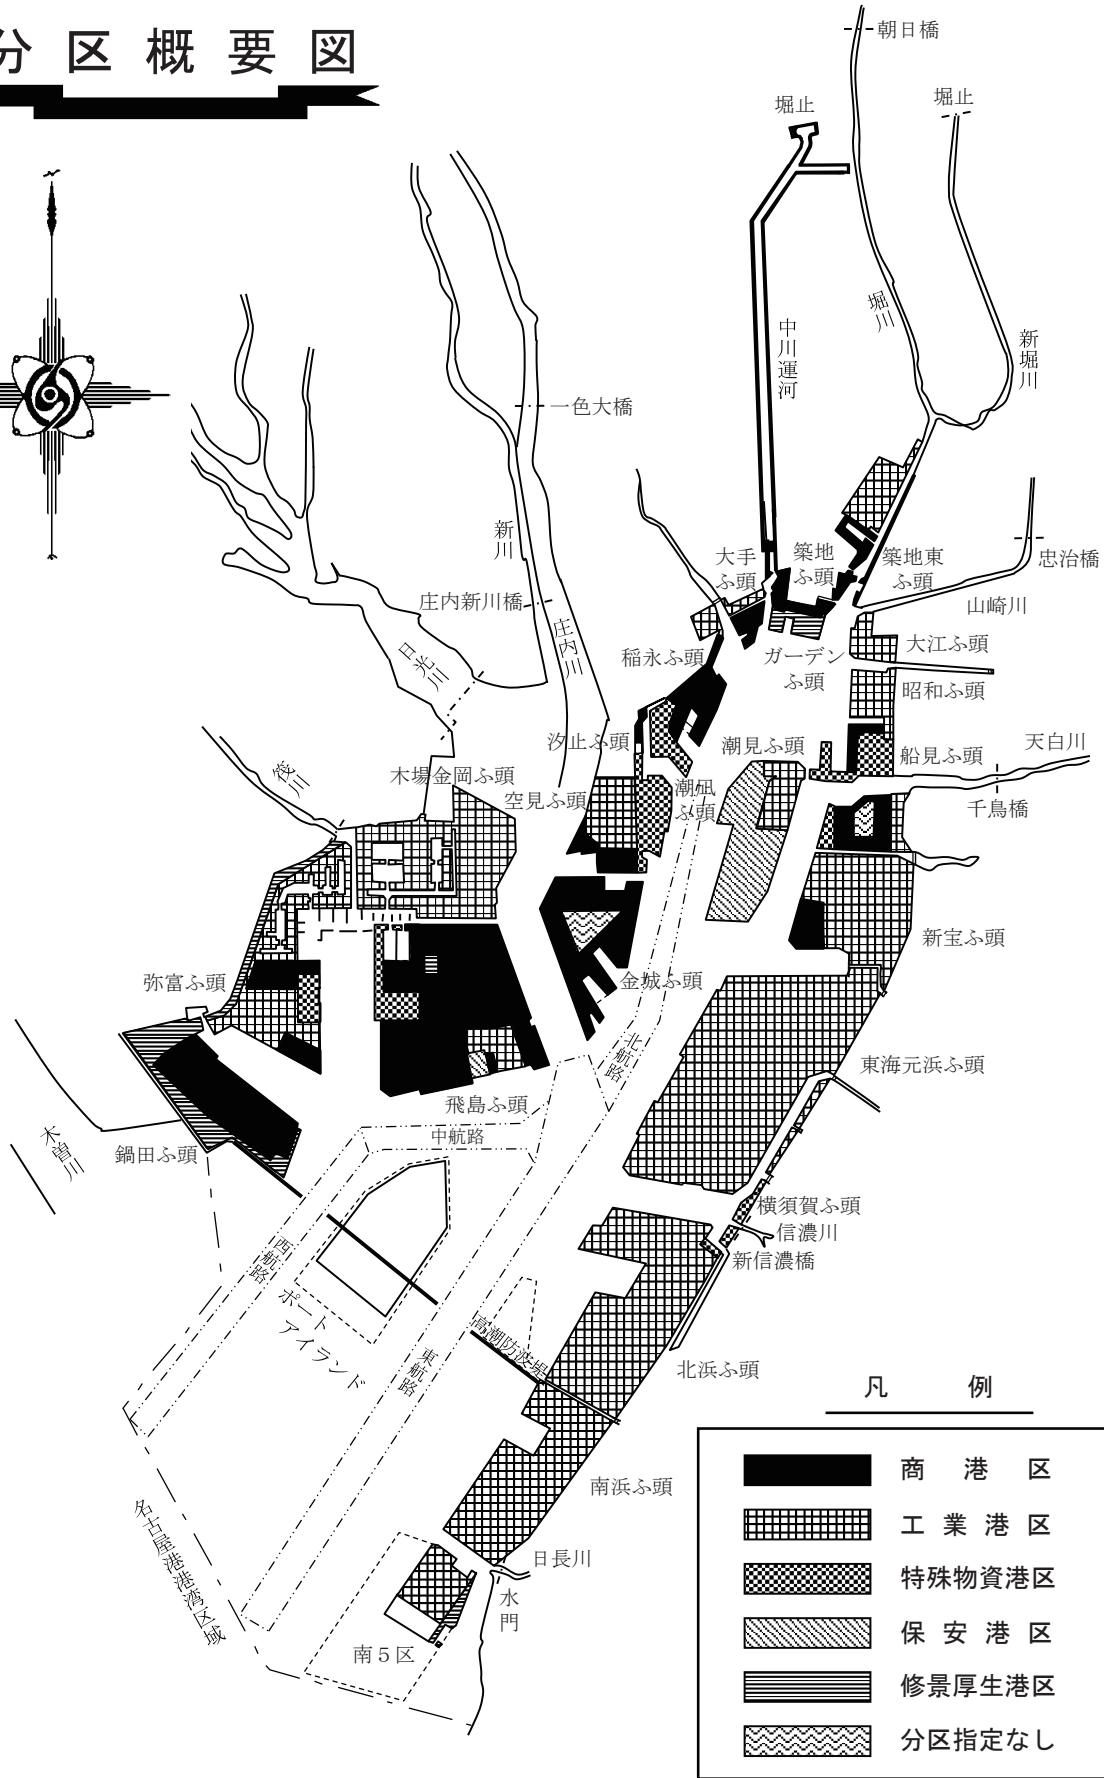 分区概要図
朝日橋
堀止
堀止
堀川
新堀川
中川運河
一色大橋
新川
庄内新川橋
庄内川
日光川
大手ふ頭
築地ふ頭
築地東ふ頭
忠治橋
山崎川
稲永ふ頭
ガーデンふ頭
大江ふ頭
昭和ふ頭
汐止ふ頭
潮見ふ頭
船見ふ頭
天白川
木場金岡ふ頭
空見ふ頭
潮凪ふ頭
千鳥橋
筏川
新宝ふ頭
弥富ふ頭
金城ふ頭
北航路
東海元浜ふ頭
飛島ふ頭
中航路
木曽川
鍋田ふ頭
横須賀ふ頭
信濃川
新信濃橋
西航路
ポートアイランド
高潮防波堤
東航路
北浜ふ頭
南浜ふ頭
名古屋港港湾区域
日長川
水門
南5区
凡例
商港区
工業港区
特殊物資港区
保安港区
修景厚生港区
分区指定なし